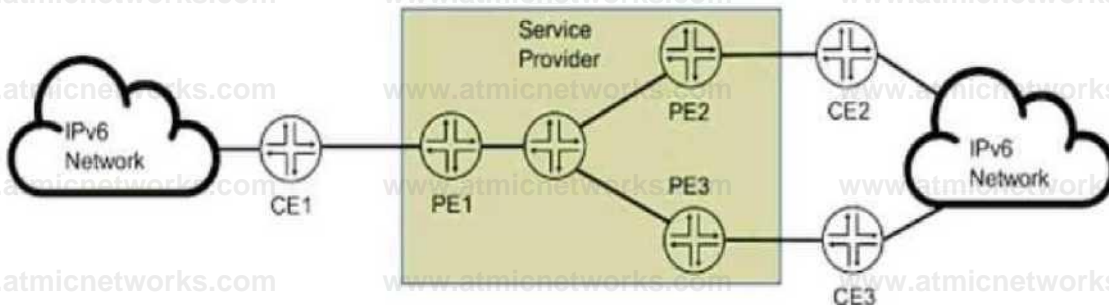 www.atmicnetworks.com
Service
Provider
IPv6
Network
CE1
PE1
PE2
PE3
CE2
CE3
IPv6
Network